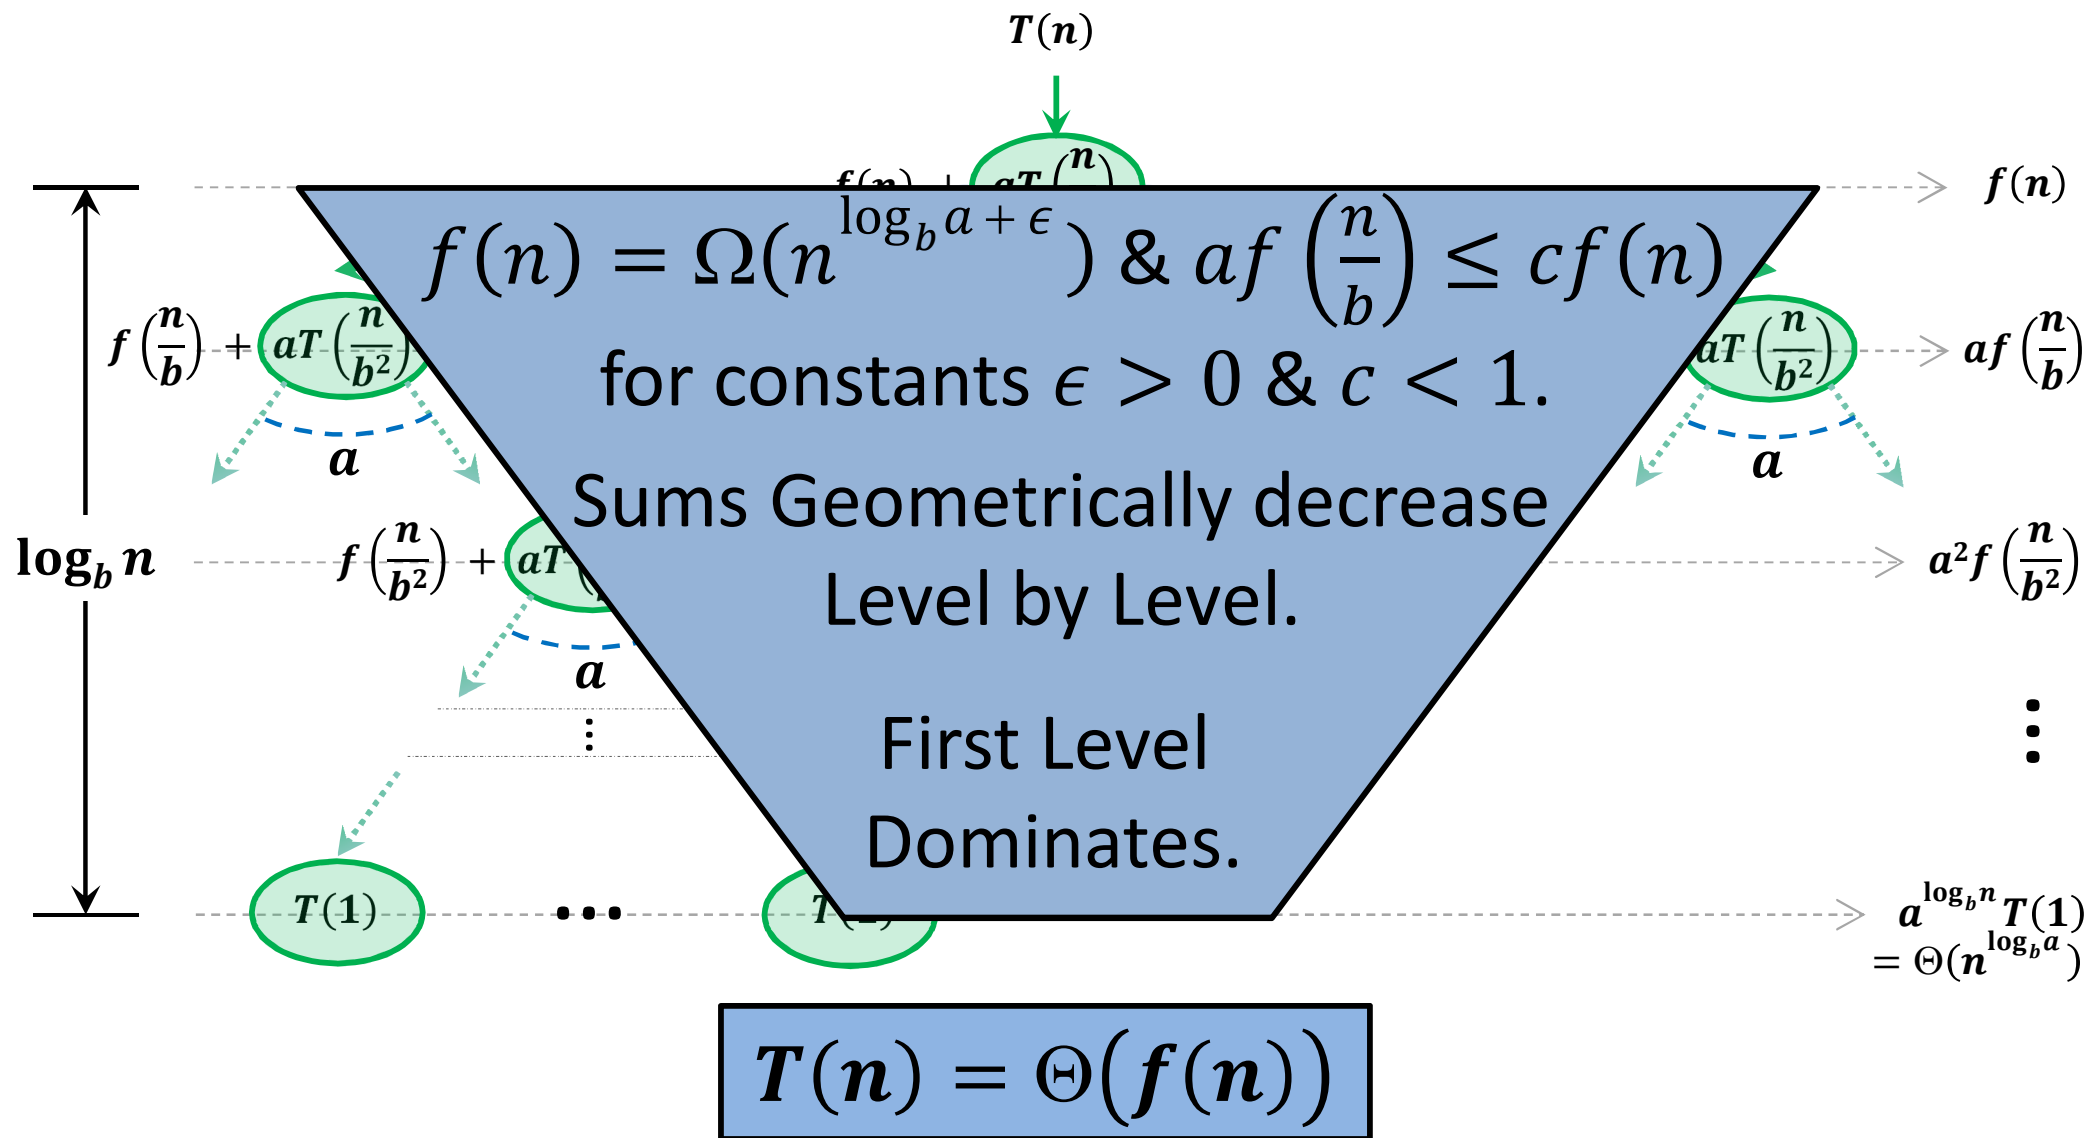 T(n)
f(n) + aT(n
f(n)
f(n) = Ω(n^{log_b a + ϵ}) & af(n/b) ≤ cf(n)
f(n/b) + aT(n/b²)
aT(n/b²)
af(n/b)
for constants ϵ > 0 & c < 1.
a
a
Sums Geometrically decrease
log_b n
f(n/b²) + aT
a²f(n/b²)
Level by Level.
a
⋮
⋮
First Level
Dominates.
T(1)
…
a^{log_b n} T(1)
= Θ(n^{log_b a})
T(n) = Θ(f(n))